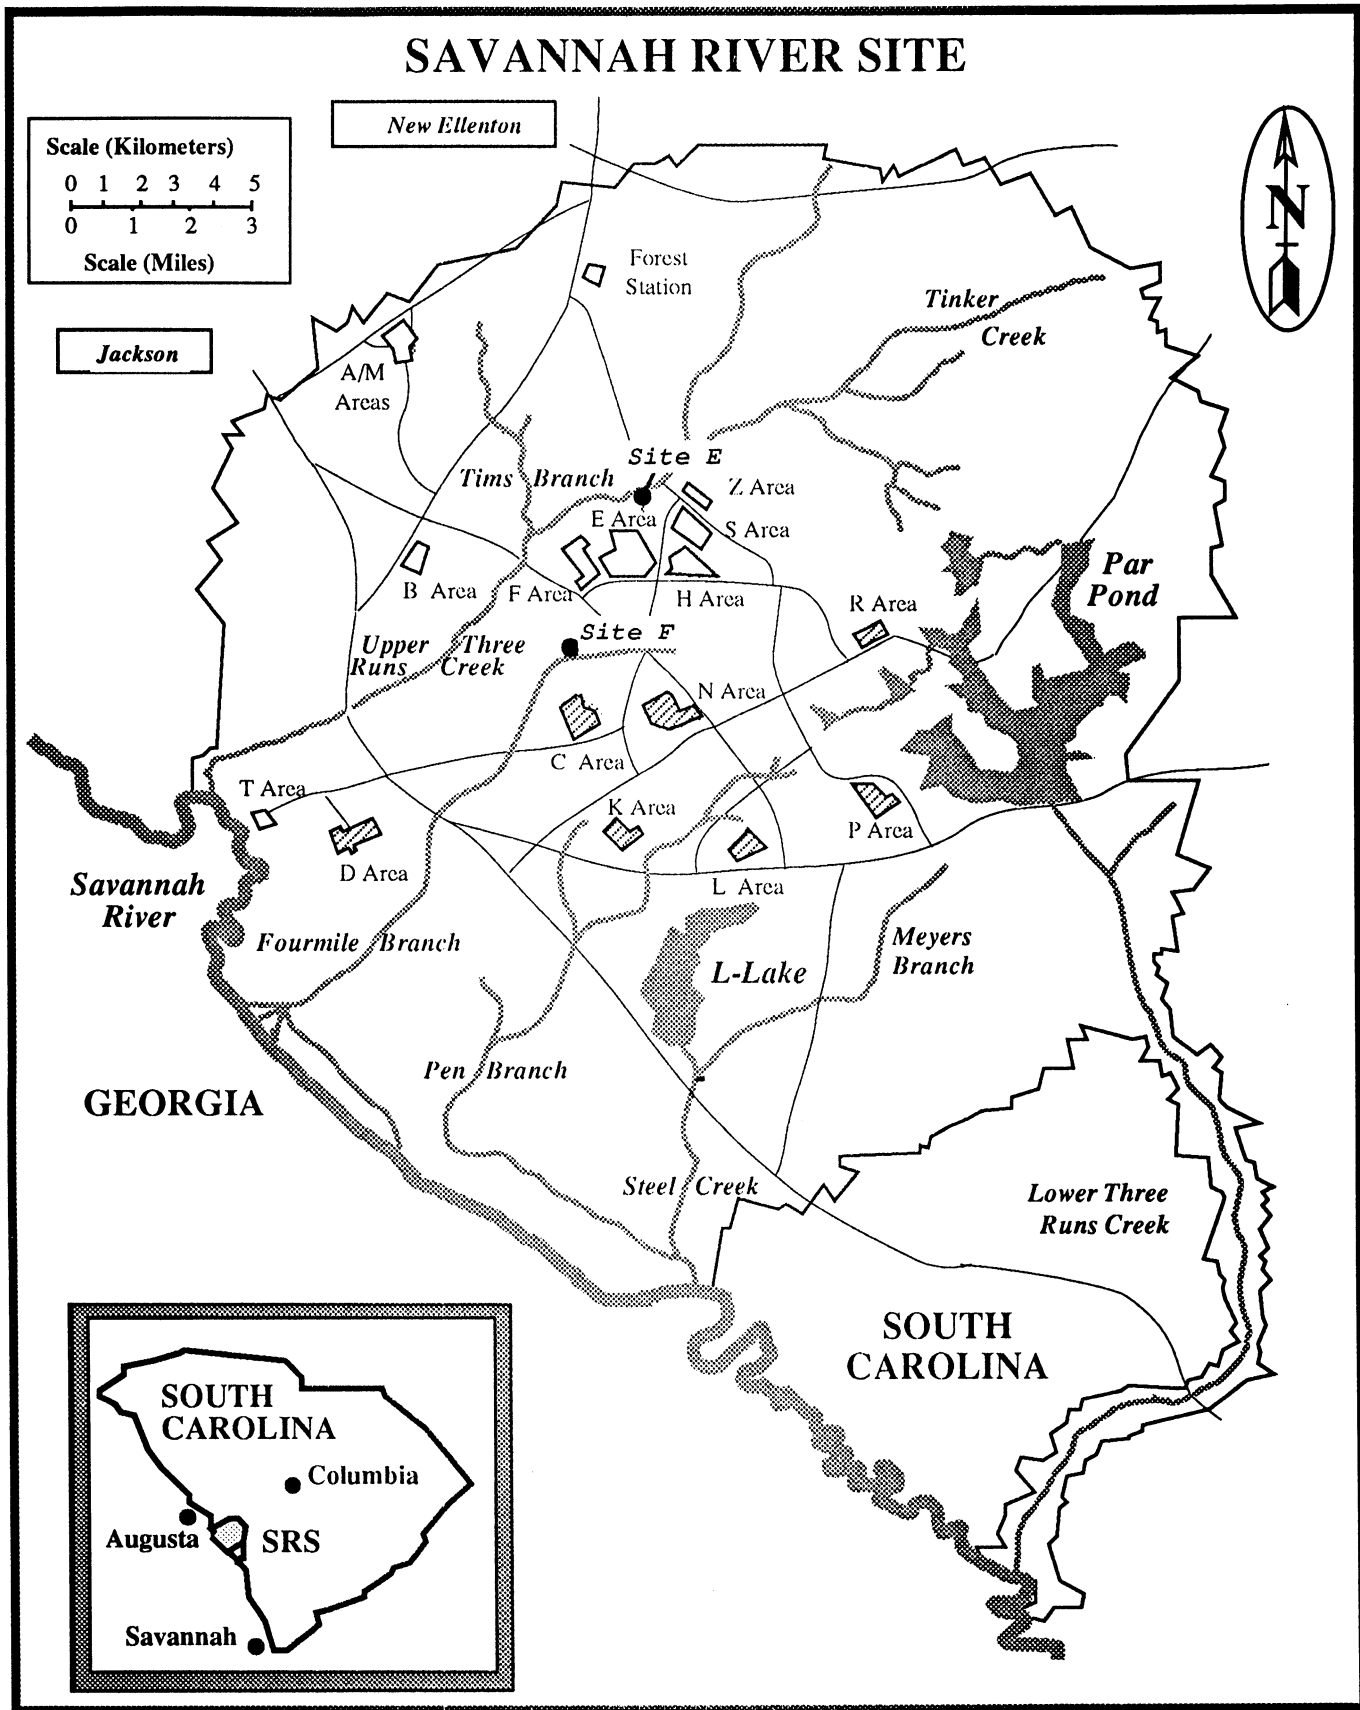 SAVANNAH RIVER SITE
New Ellenton
Scale (Kilometers)
0 1 2 3 4 5
0 1 2 3
Scale (Miles)
N
Forest
Station
Tinker
Creek
Jackson
A/M
Areas
Site E
Tims Branch
Z Area
E Area
S Area
Par
Pond
B Area
F Area
H Area
R Area
Site F
Upper Three
Runs Creek
N Area
C Area
T Area
K Area
P Area
D Area
L Area
Savannah
River
Fourmile Branch
Meyers
Branch
L-Lake
Pen Branch
GEORGIA
Steel Creek
Lower Three
Runs Creek
SOUTH
CAROLINA
SOUTH
CAROLINA
Columbia
Augusta
SRS
Savannah